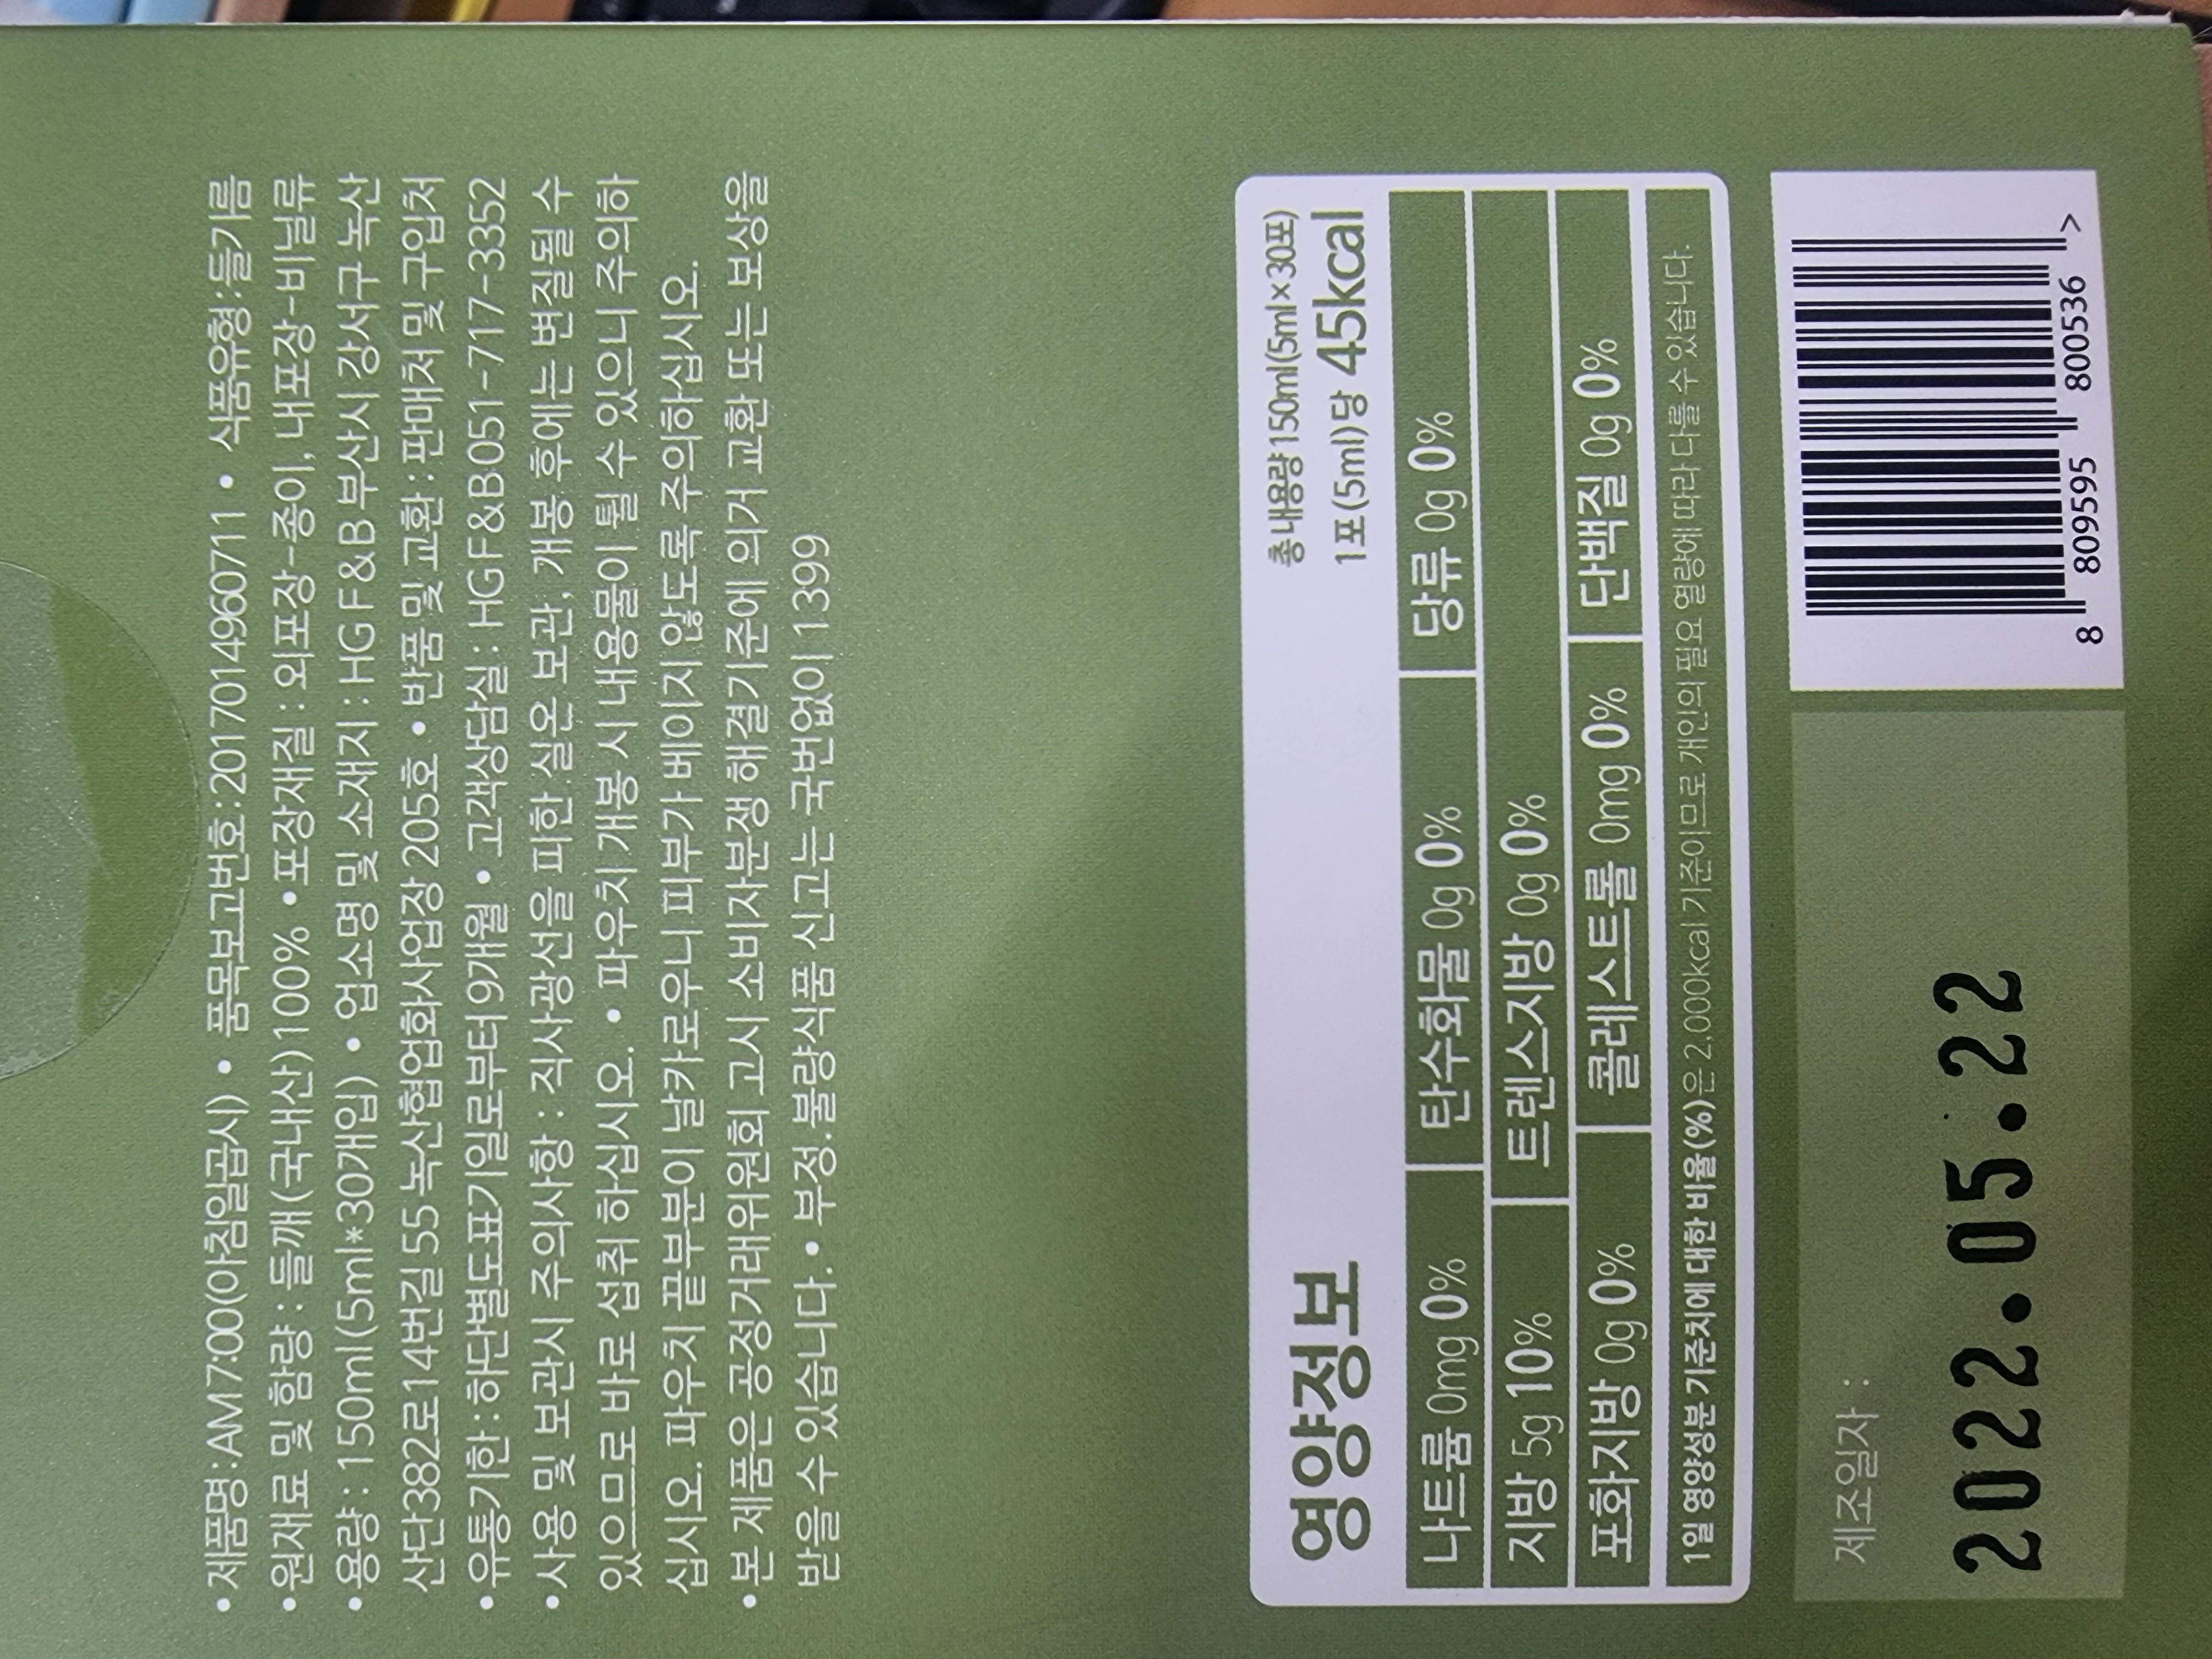 • 제품명 : AM 7:00(아침일곱시) • 품목보고번호 : 20170149607​11 • 식품유형 : 들기름
• 원재료 및 함량 : 들깨(국내산)100% • 포장재질 : 외포장-종이, 내포장-비닐류
• 용량 : 150ml(5ml*30개입) • 업소명 및 소재지 : HG F&B 부산시 강서구 녹산
산단382로14번길 55 녹산협업화사업장 205호 • 반품 및 교환 : 판매처 및 구입처
• 유통기한 : 하단별도표기일로부터 9개월 • 고객상담실 : HG F&B 051-717-3352
• 사용 및 보관시 주의사항 : 직사광선을 피한 실온 보관, 개봉 후에는 변질될 수
있으므로 바로 섭취 하십시오. • 파우치 개봉 시 내용물이 튈 수 있으니 주의하
십시오. 파우치 끝부분이 날카로우니 피부가 베이지 않도록 주의하십시오.
• 본 제품은 공정거래위원회 고시 소비자분쟁 해결기준에 의거 교환 또는 보상을
받을 수 있습니다. • 부정.불량식품 신고는 국번없이 1399
영양정보
총 내용량 150ml(5ml×30포)
1포(5ml)당 45kcal
나트륨 0mg 0% 탄수화물 0g 0% 당류 0g 0%
지방 5g 10% 트렌스지방 0g 0%
포화지방 0g 0% 콜레스트롤 0mg 0% 단백질 0g 0%
1일 영양성분 기준치에 대한 비율(%)은 2,000kcal 기준이므로 개인의 필요 열량에 따라 다를 수 있습니다.
제조일자 :
2022.05.22
8 809595 800536 >